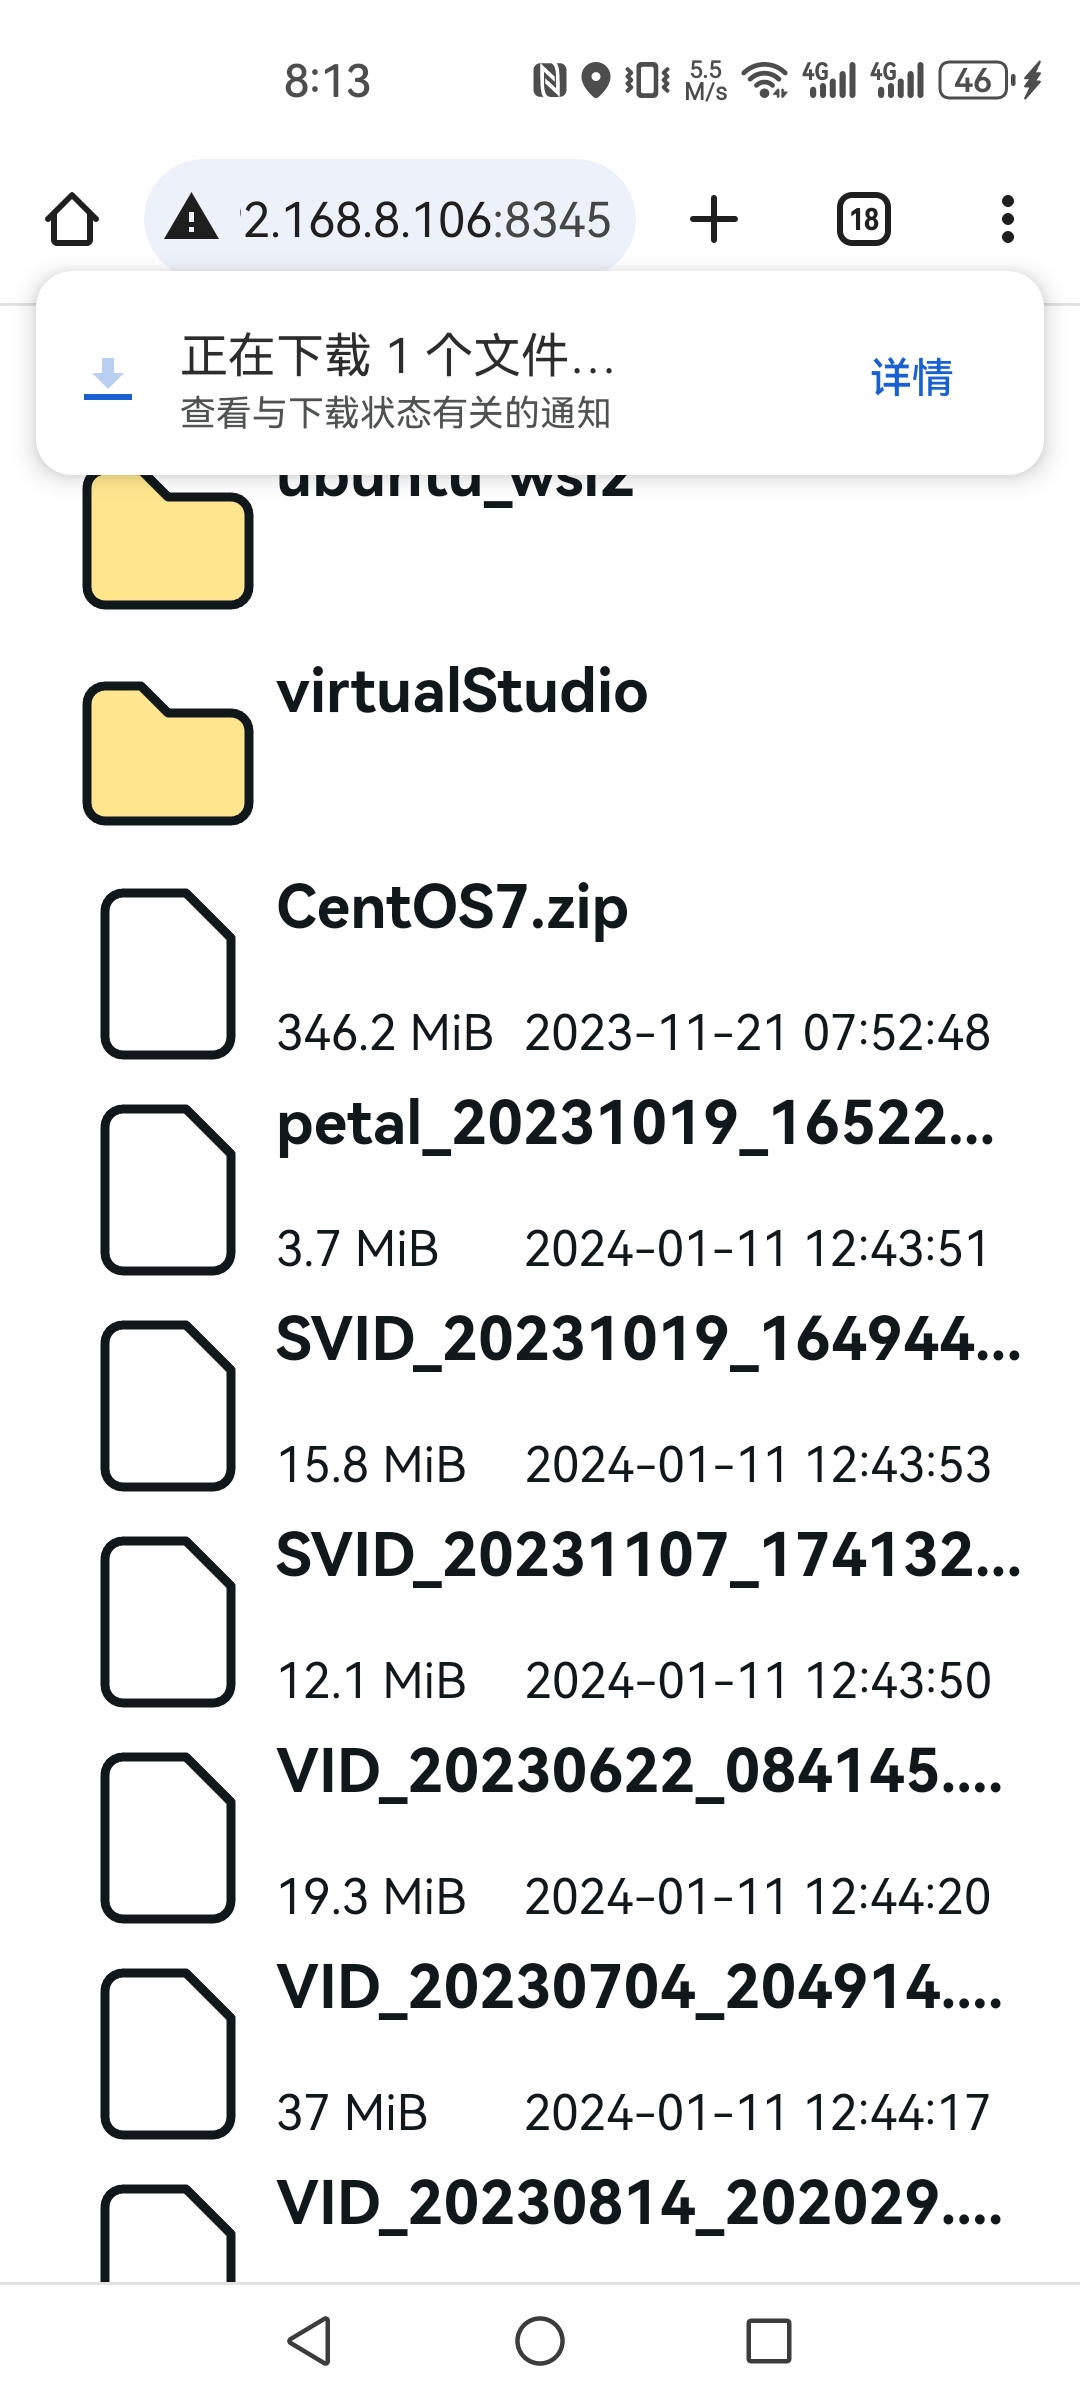 8:13 5.5 M/s 4G 4G 46
2.168.8.106:8345 18
正在下载 1 个文件...
查看与下载状态有关的通知
详情
ubuntu_wsl2
virtualStudio
CentOS7.zip
346.2 MiB 2023-11-21 07:52:48
petal_20231019_16522...
3.7 MiB 2024-01-11 12:43:51
SVID_20231019_164944...
15.8 MiB 2024-01-11 12:43:53
SVID_20231107_174132...
12.1 MiB 2024-01-11 12:43:50
VID_20230622_084145....
19.3 MiB 2024-01-11 12:44:20
VID_20230704_204914....
37 MiB 2024-01-11 12:44:17
VID_20230814_202029....